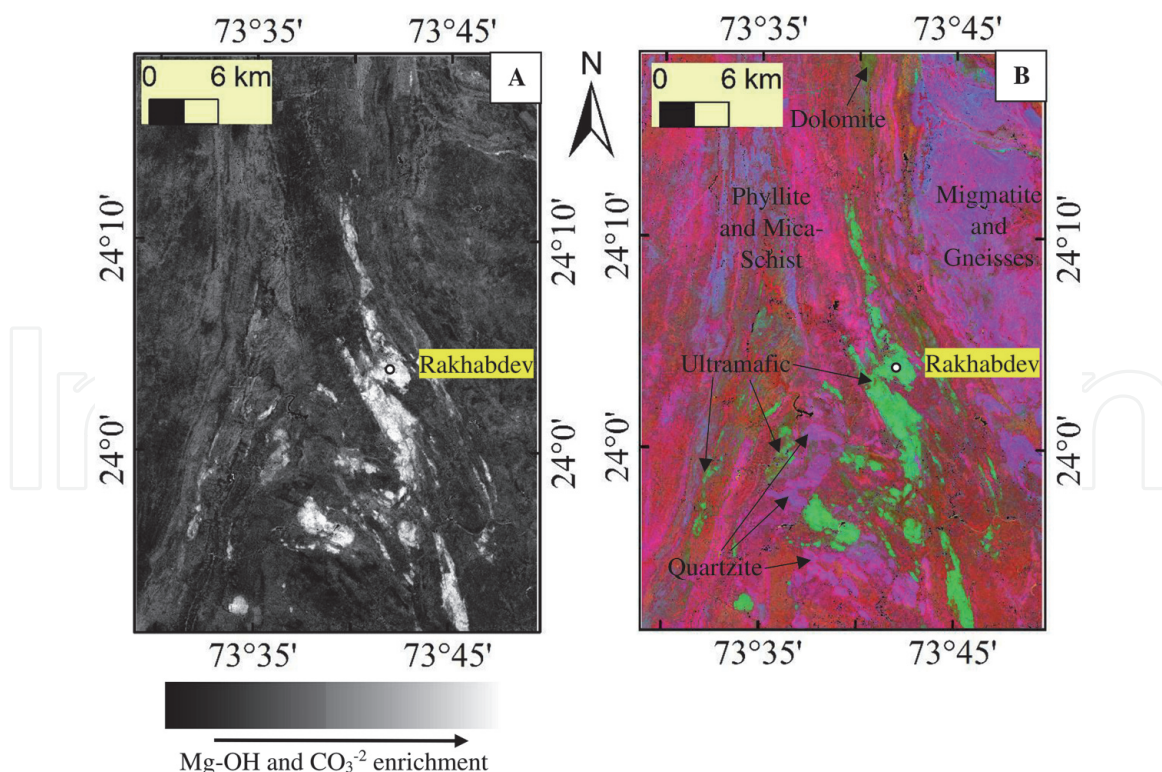 73°35' 73°45'
73°35' 73°45'
0 6 km
A
N
0 6 km
B
Dolomite
24°10'
24°10'
Phyllite
and Mica-
Schist
Migmatite
and
Gneisses
24°10'
Rakhabdev
Ultramafic
Rakhabdev
24°0'
24°0'
24°0'
24°0'
Quartzite
73°35' 73°45'
73°35' 73°45'
Mg-OH and CO₃⁻² enrichment